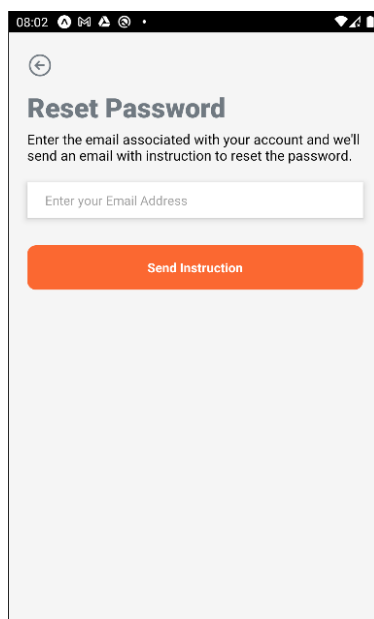 08:02
Reset Password
Enter the email associated with your account and we'll
send an email with instruction to reset the password.
Enter your Email Address
Send Instruction